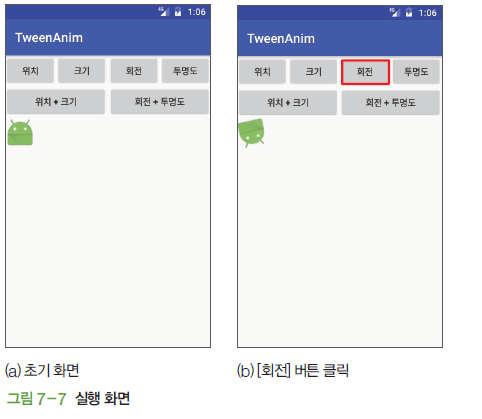 1:06
TweenAnim
위치 크기 회전 투명도
위치 + 크기 회전 + 투명도
(a) 초기 화면
1:06
TweenAnim
위치 크기 회전 투명도
위치 + 크기 회전 + 투명도
(b) [회전] 버튼 클릭
그림 7-7 실행 화면